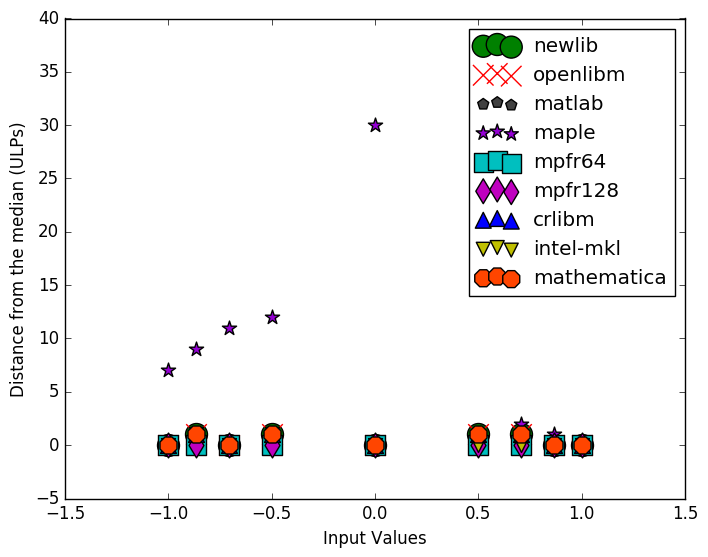 40
35
30
25
20
15
10
5
0
−5
Distance from the median (ULPs)
newlib
openlibm
matlab
maple
mpfr64
mpfr128
crlibm
intel-mkl
mathematica
−1.5 −1.0 −0.5 0.0 0.5 1.0 1.5
Input Values